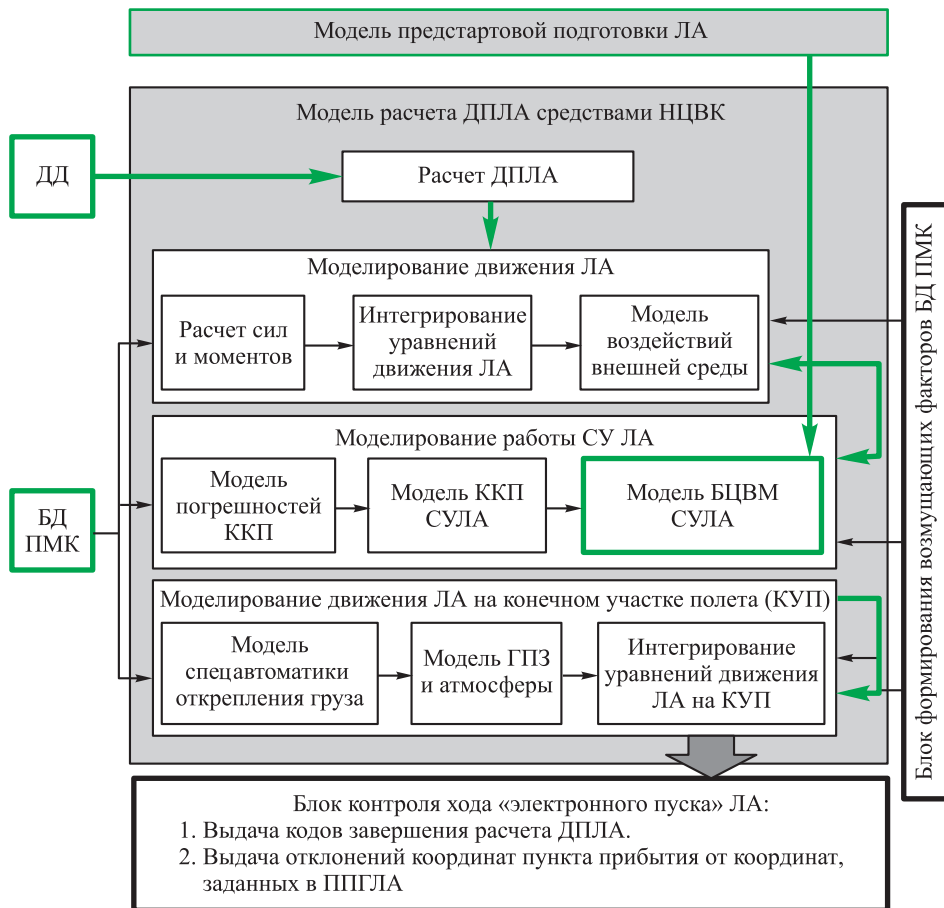 Модель предстартовой подготовки ЛА
Модель расчета ДПЛА средствами НЦВК
ДД
Расчет ДПЛА
Моделирование движения ЛА
Расчет сил
и моментов
Интегрирование
уравнений
движения ЛА
Модель
воздействий
внешней среды
Моделирование работы СУ ЛА
БД
ПМК
Модель
погрешностей
ККП
Модель ККП
СУЛА
Модель БЦВМ
СУЛА
Моделирование движения ЛА на конечном участке полета (КУП)
Модель
спецавтоматики
открепления груза
Модель ГПЗ
и атмосферы
Интегрирование
уравнений движения
ЛА на КУП
Блок формирования возмущающих факторов БД ПМК
Блок контроля хода «электронного пуска» ЛА:
1. Выдача кодов завершения расчета ДПЛА.
2. Выдача отклонений координат пункта прибытия от координат,
заданных в ППГЛА